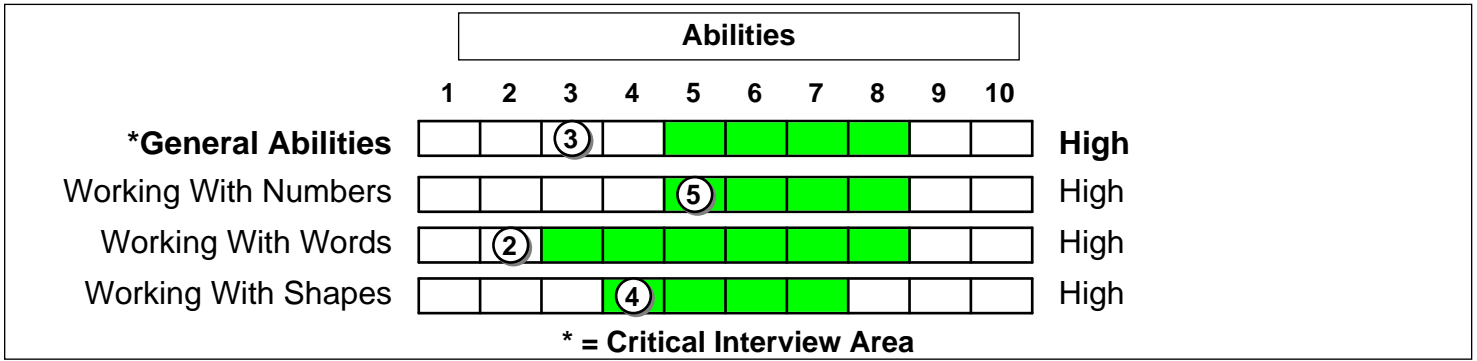 Abilities
1 2 3 4 5 6 7 8 9 10
*General Abilities 3 High
Working With Numbers 5 High
Working With Words 2 High
Working With Shapes 4 High
* = Critical Interview Area